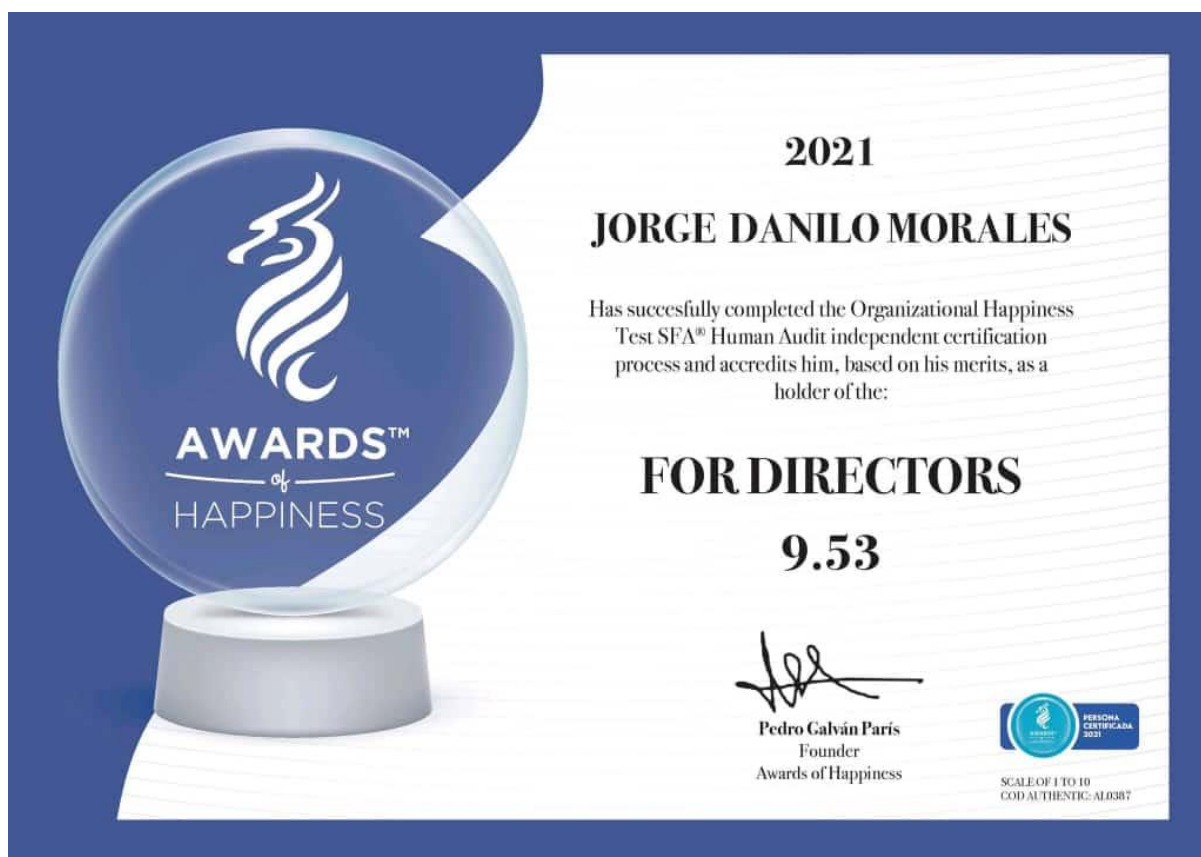 AWARDS™
of
HAPPINESS
2021
JORGE DANILO MORALES
Has succesfully completed the Organizational Happiness
Test SFA® Human Audit independent certification
process and accredits him, based on his merits, as a
holder of the:
FOR DIRECTORS
9.53
Pedro Galván París
Founder
Awards of Happiness
PERSONA
CERTIFICADA
2021
SCALE OF 1 TO 10
COD AUTHENTIC: AL0387